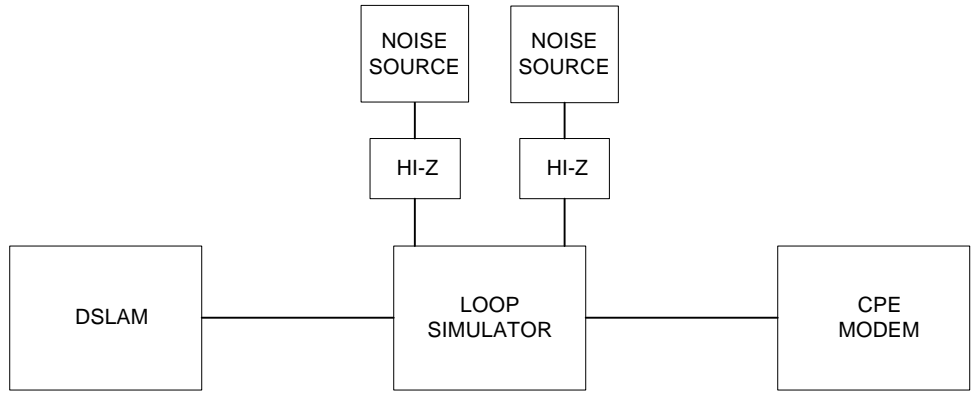 NOISE
SOURCE
NOISE
SOURCE
HI-Z
HI-Z
DSLAM
LOOP
SIMULATOR
CPE
MODEM